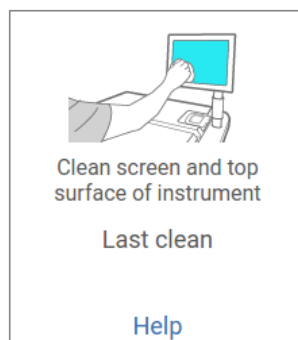 Clean screen and top
surface of instrument
Last clean
Help